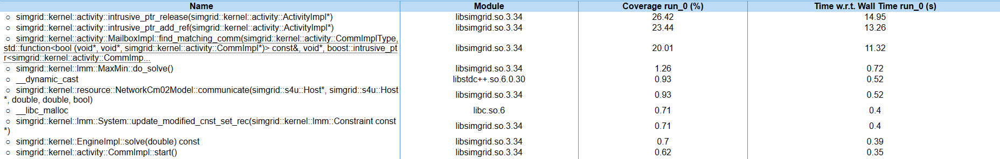 Name Module Coverage run_0 (%) Time w.r.t. Wall Time run_0 (s)
○ simgrid::kernel::activity::intrusive_ptr_release(simgrid::kernel::activity::ActivityImpl*) libsimgrid.so.3.34 26.42 14.95
○ simgrid::kernel::activity::intrusive_ptr_add_ref(simgrid::kernel::activity::ActivityImpl*) libsimgrid.so.3.34 23.44 13.26
○ simgrid::kernel::activity::MailboxImpl::find_matching_comm(simgrid::kernel::activity::CommImplType,
std::function<bool (void*, void*, simgrid::kernel::activity::CommImpl*)> const&, void*, boost::intrusive_pt libsimgrid.so.3.34 20.01 11.32
r<simgrid::kernel::activity::CommImp...
○ simgrid::kernel::lmm::MaxMin::do_solve() libsimgrid.so.3.34 1.26 0.72
○ __dynamic_cast libstdc++.so.6.0.30 0.93 0.52
○ simgrid::kernel::resource::NetworkCm02Model::communicate(simgrid::s4u::Host*, simgrid::s4u::Host
*, double, double, bool) libsimgrid.so.3.34 0.93 0.52
○ __libc_malloc libc.so.6 0.71 0.4
○ simgrid::kernel::lmm::System::update_modified_cnst_set_rec(simgrid::kernel::lmm::Constraint const
*) libsimgrid.so.3.34 0.71 0.4
○ simgrid::kernel::EngineImpl::solve(double) const libsimgrid.so.3.34 0.7 0.39
○ simgrid::kernel::activity::CommImpl::start() libsimgrid.so.3.34 0.62 0.35